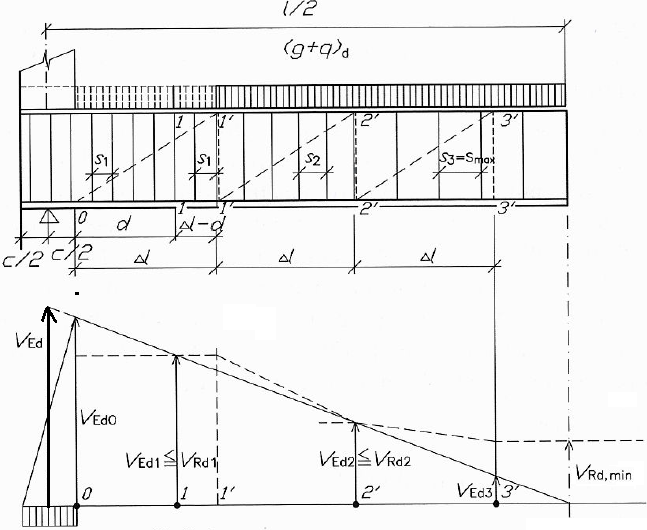 l/2
(g+q)d
1 1' 2' 3'
s1 s1 s2 s3=smax
0 1 1' 2' 3'
d Δl-d
c/2 c/2 Δl Δl Δl
VEd
VEd0
VEd1≦VRd1 VEd2≦VRd2 VRd,min
VEd3
0 1 1' 2' 3'